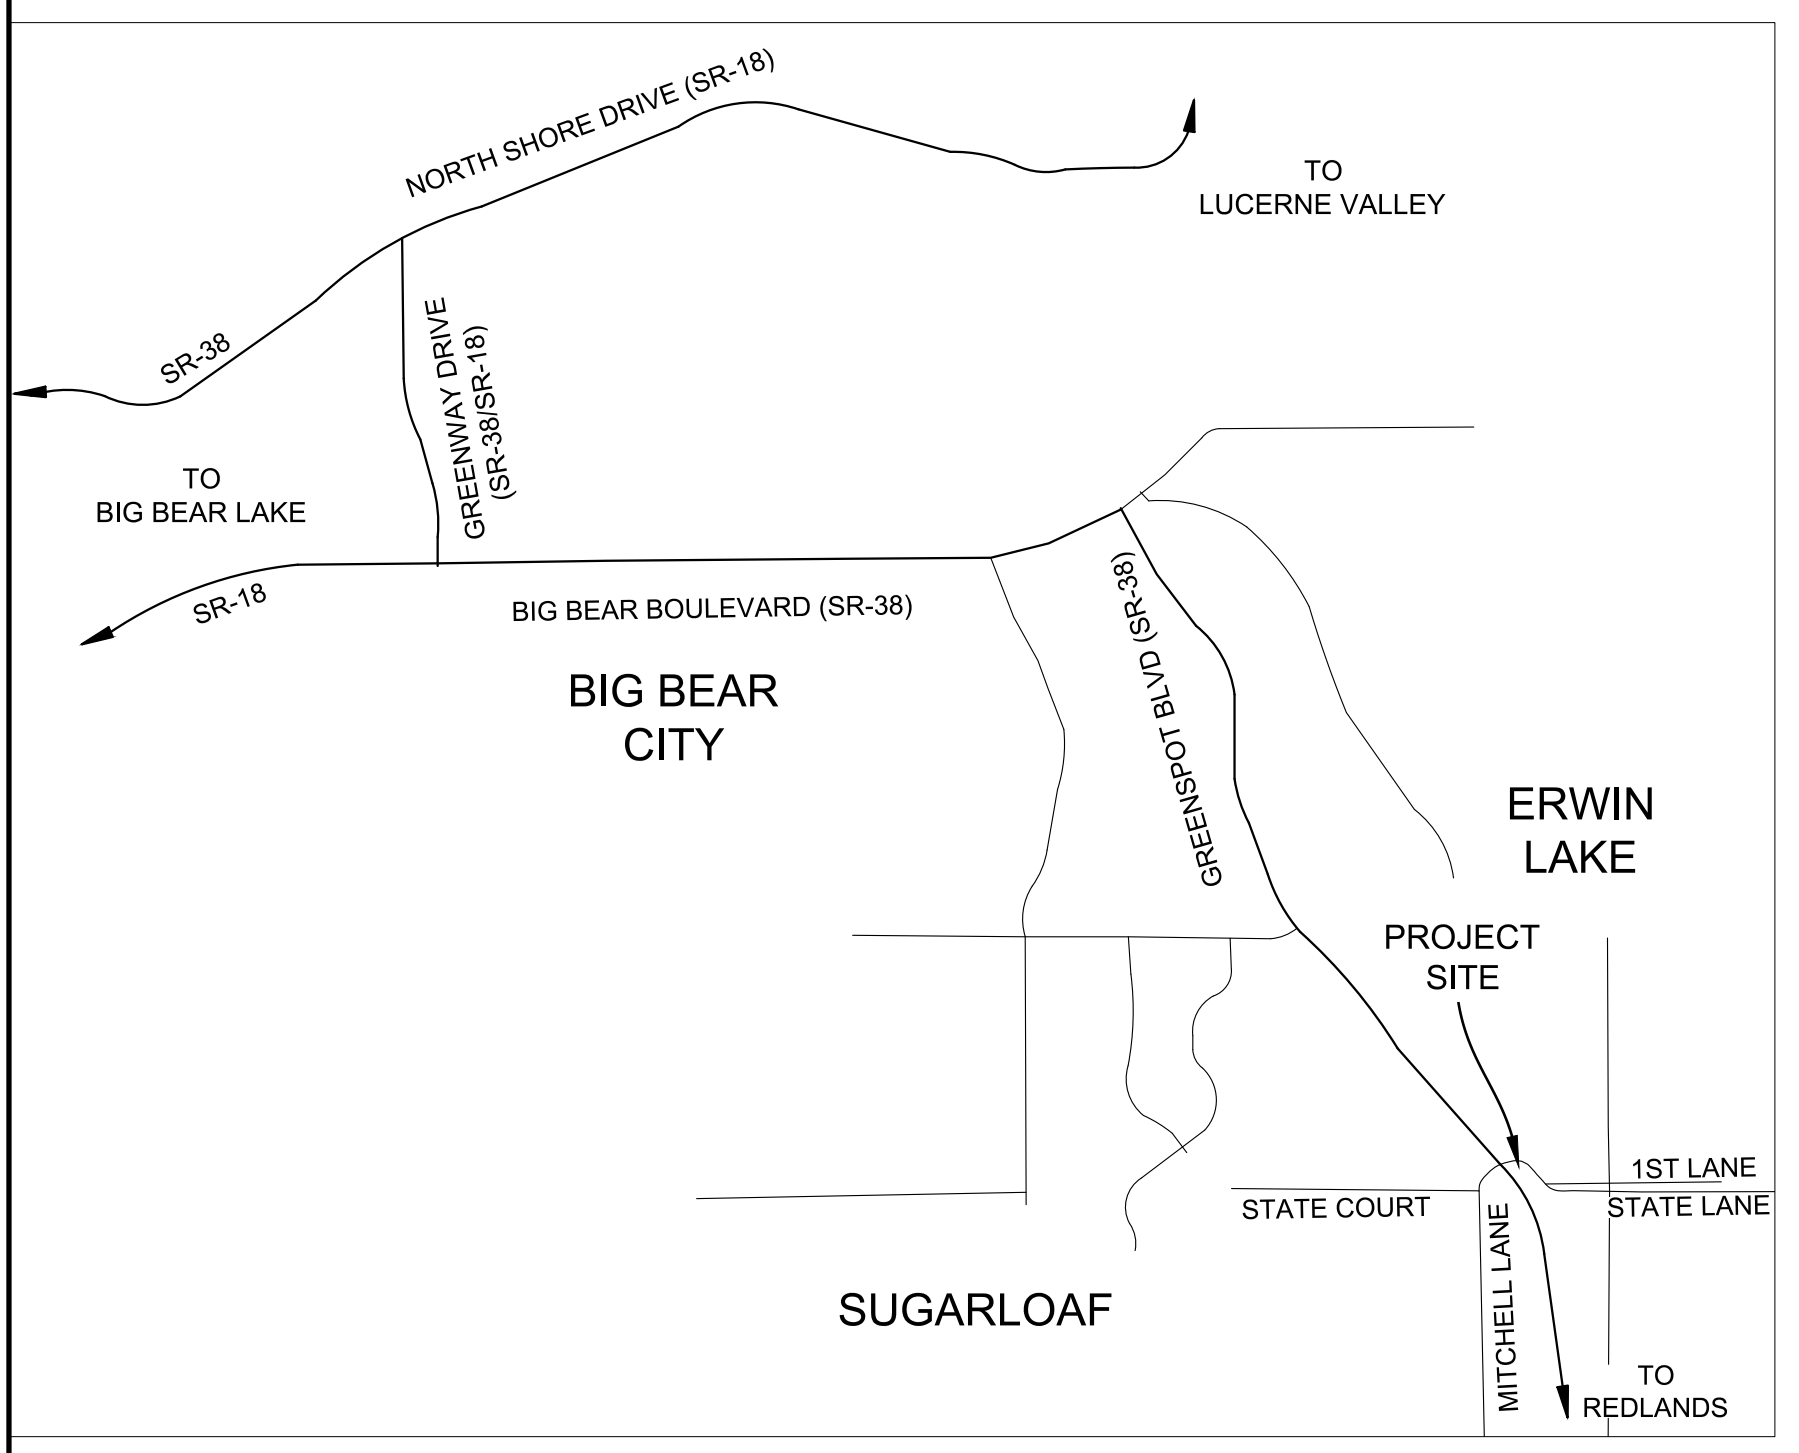 NORTH SHORE DRIVE (SR-18)
TO
LUCERNE VALLEY
SR-38
GREENWAY DRIVE
(SR-38/SR-18)
TO
BIG BEAR LAKE
SR-18
BIG BEAR BOULEVARD (SR-38)
GREENSPOT BLVD (SR-38)
BIG BEAR
CITY
ERWIN
LAKE
PROJECT
SITE
1ST LANE
STATE COURT
STATE LANE
MITCHELL LANE
SUGARLOAF
TO
REDLANDS